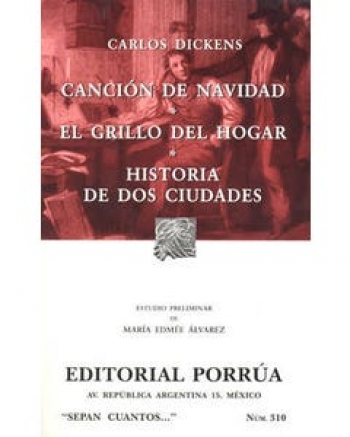 CARLOS DICKENS
CANCIÓN DE NAVIDAD
*
EL GRILLO DEL HOGAR
*
HISTORIA
DE DOS CIUDADES
ESTUDIO PRELIMINAR
DE
MARÍA EDMÉE ÁLVAREZ
EDITORIAL PORRÚA
AV. REPÚBLICA ARGENTINA 15. MÉXICO
"SEPAN CUANTOS..." NÚM. 310